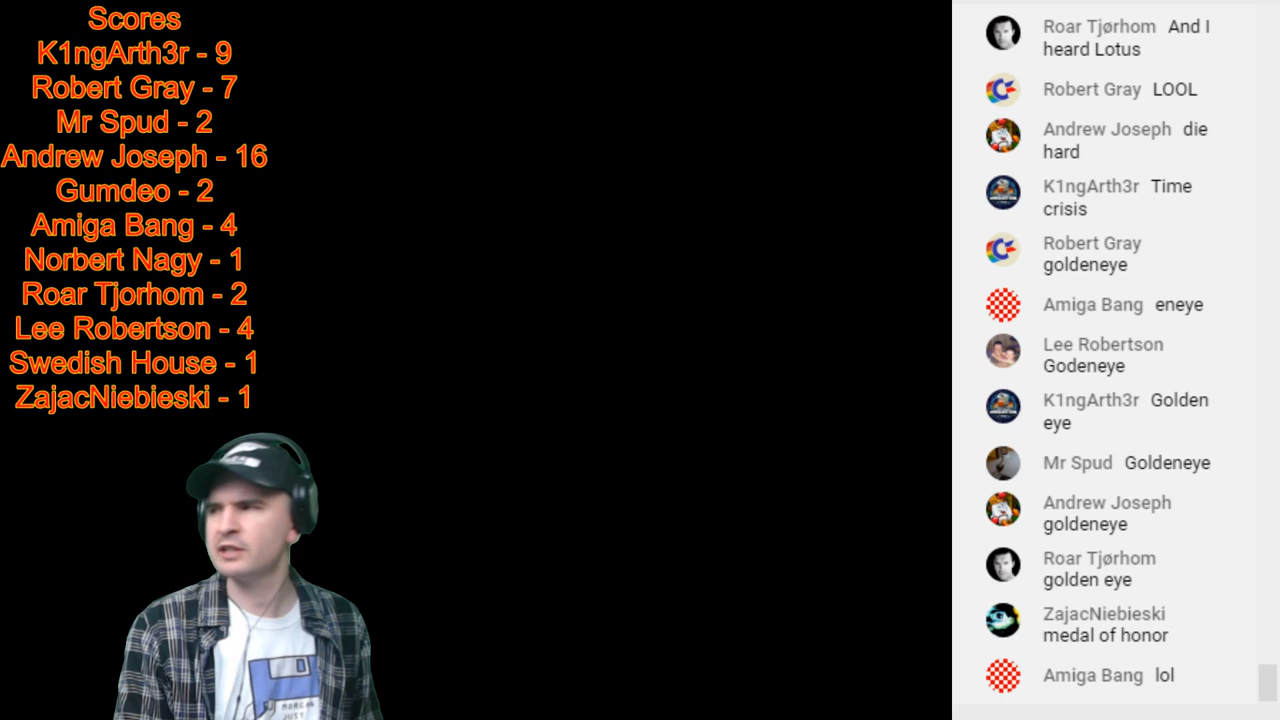 Scores
K1ngArth3r - 9
Robert Gray - 7
Mr Spud - 2
Andrew Joseph - 16
Gumdeo - 2
Amiga Bang - 4
Norbert Nagy - 1
Roar Tjorhom - 2
Lee Robertson - 4
Swedish House - 1
ZajacNiebieski - 1
MORGAN
JUST
Roar Tjørhom And I
heard Lotus
Robert Gray LOOL
Andrew Joseph die
hard
K1ngArth3r Time
crisis
Robert Gray
goldeneye
Amiga Bang eneye
Lee Robertson
Godeneye
K1ngArth3r Golden
eye
Mr Spud Goldeneye
Andrew Joseph
goldeneye
Roar Tjørhom
golden eye
ZajacNiebieski
medal of honor
Amiga Bang lol